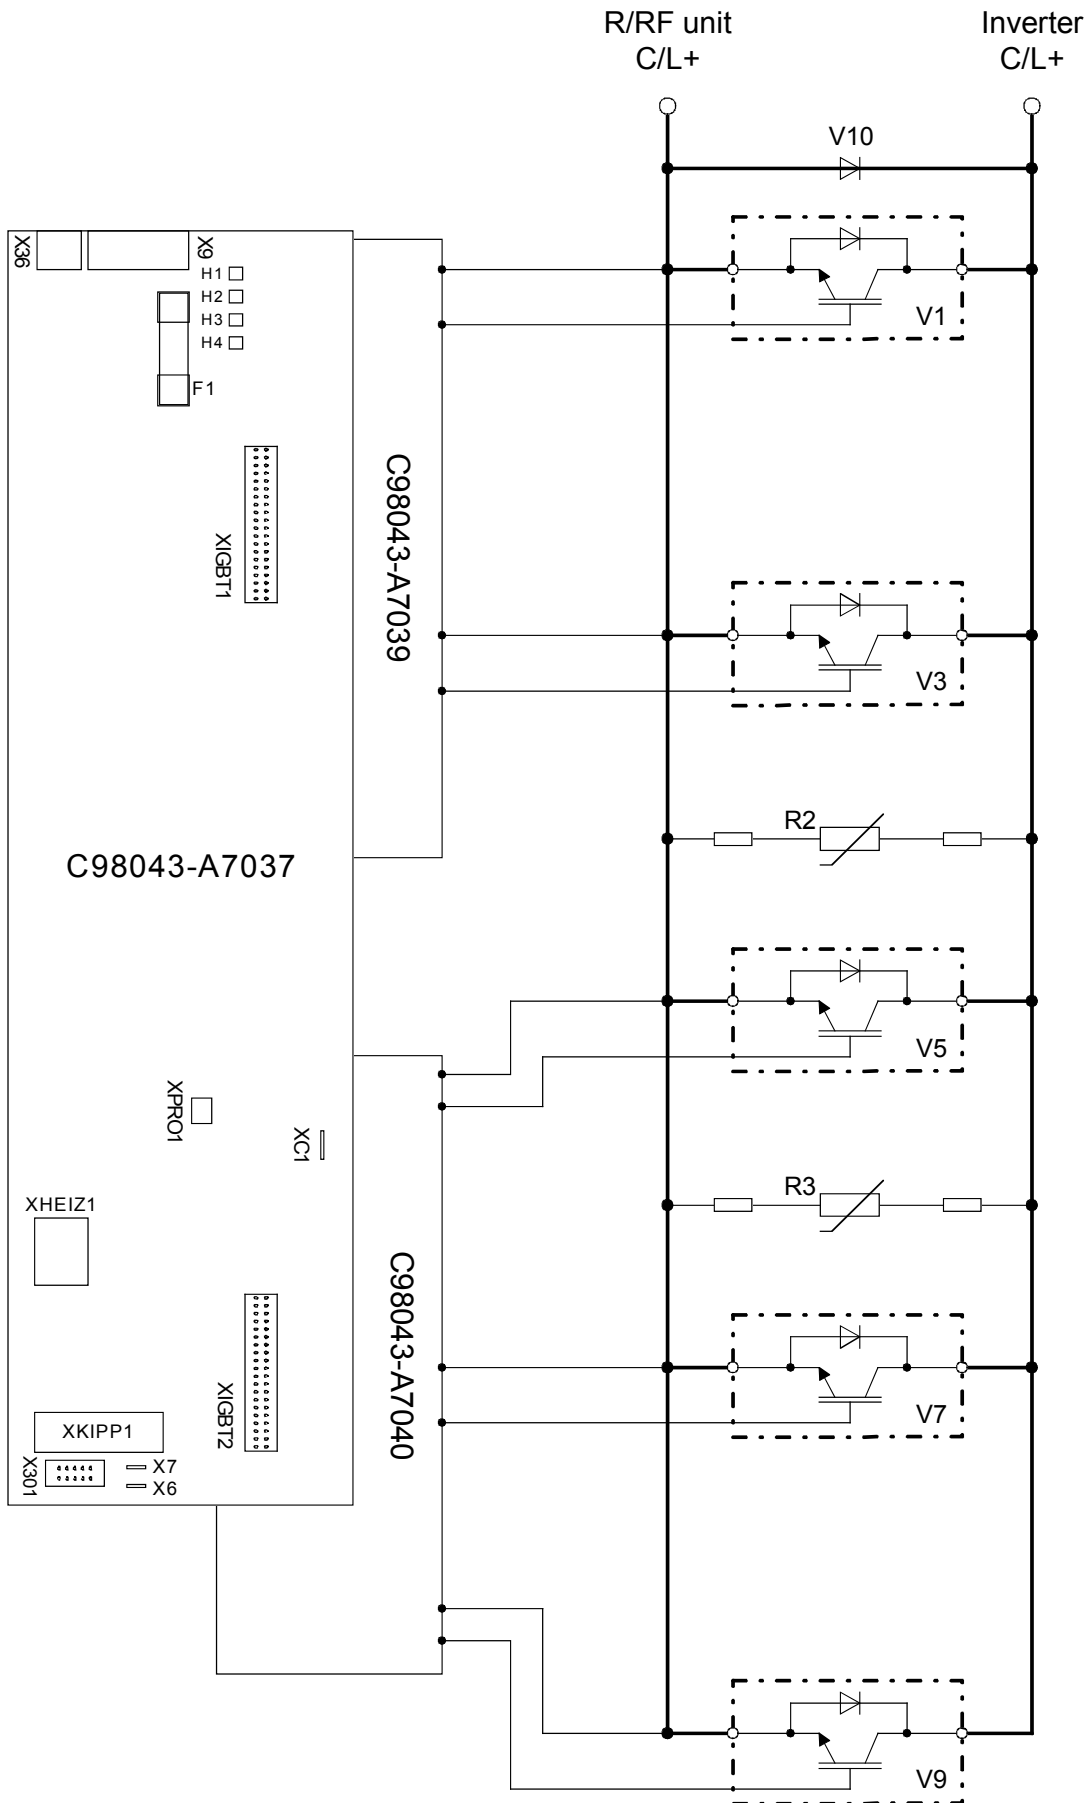 R/RF unit
C/L+
Inverter
C/L+
V10
X36
X9
H1
H2
H3
H4
F1
V1
XIGBT1
C98043-A7039
V3
R2
C98043-A7037
V5
XPRO1
XC1
R3
XHEIZ1
C98043-A7040
XIGBT2
V7
XKIPP1
X301
X7
X6
V9